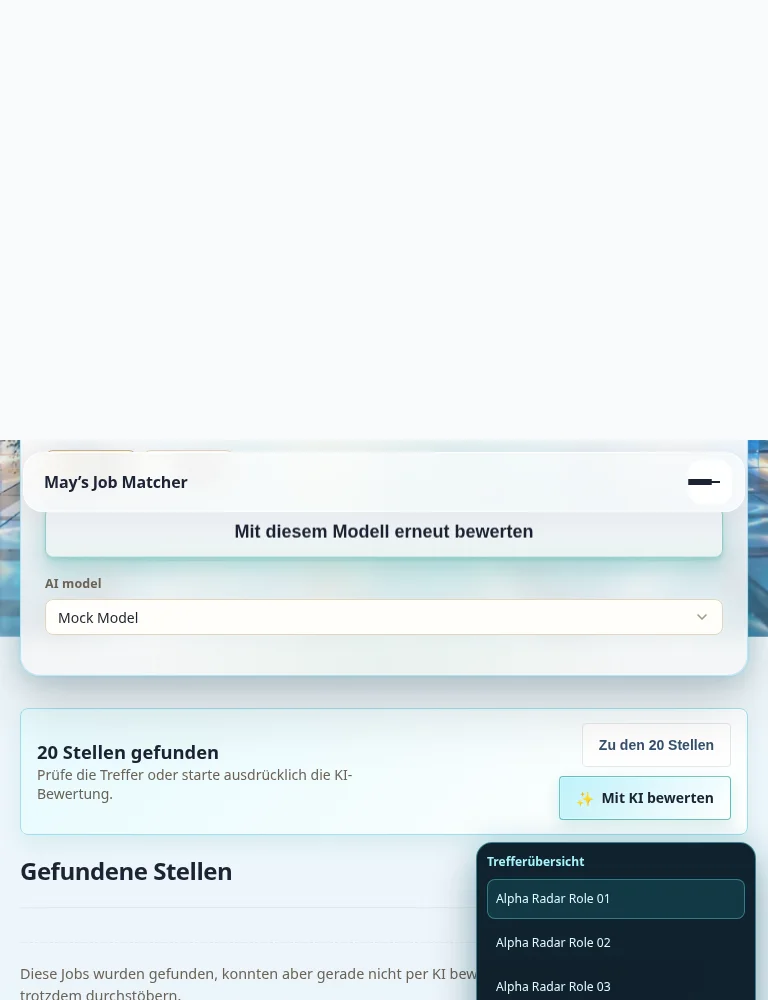 May’s Job Matcher
Mit diesem Modell erneut bewerten
AI model
Mock Model
20 Stellen gefunden
Prüfe die Treffer oder starte ausdrücklich die KI-
Bewertung.
Zu den 20 Stellen
✨ Mit KI bewerten
Gefundene Stellen
Trefferübersicht
Alpha Radar Role 01
Alpha Radar Role 02
Alpha Radar Role 03
Diese Jobs wurden gefunden, konnten aber gerade nicht per KI
trotzdem durchstöbern.